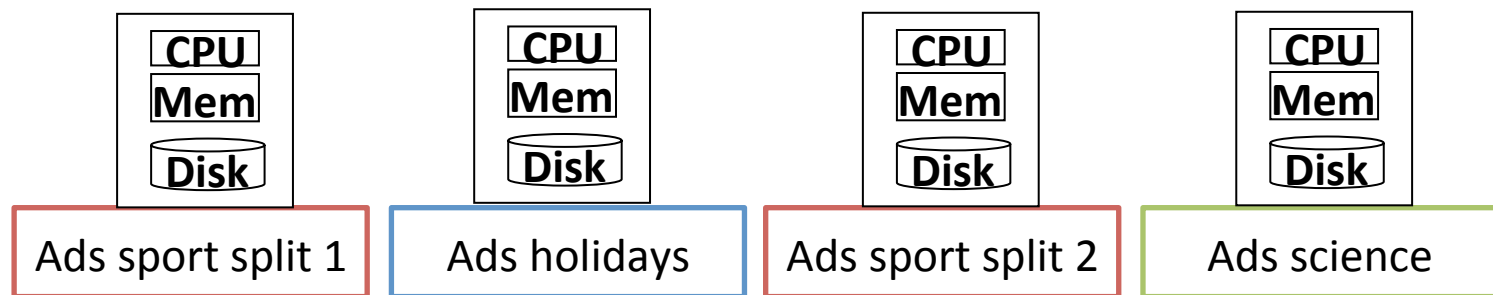 CPU
Mem
Disk
Ads sport split 1
CPU
Mem
Disk
Ads holidays
CPU
Mem
Disk
Ads sport split 2
CPU
Mem
Disk
Ads science